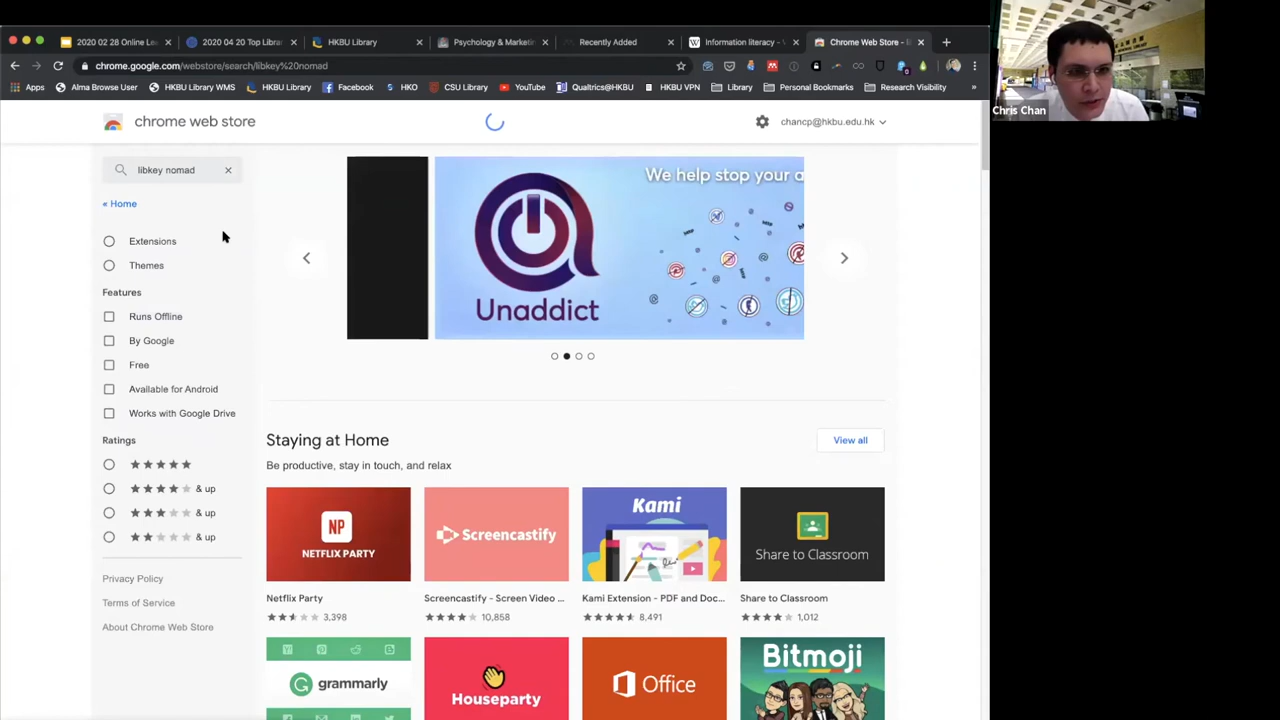 2020 02 28 Online Le
2020 04 20 Top Libra
Library
Psychology & Marketin
Recently Added
Information literacy - V
Chrome Web Store - l
chrome.google.com/webstore/search/libkey%20nomad
Apps
Alma Browse User
HKBU Library WMS
HKBU Library
Facebook
HKO
CSU Library
YouTube
Qualtrics@HKBU
HKBU VPN
Library
Personal Bookmarks
Research Visibility
»
Chris Chan
chrome web store
chancp@hkbu.edu.hk
libkey nomad
« Home
Extensions
Themes
Features
Runs Offline
By Google
Free
Available for Android
Works with Google Drive
Ratings
& up
& up
& up
Privacy Policy
Terms of Service
About Chrome Web Store
We help stop your a
Unaddict
Staying at Home
View all
Be productive, stay in touch, and relax
NP
NETFLIX PARTY
Screencastify
Kami
Share to Classroom
Netflix Party
Screencastify - Screen Video ...
Kami Extension - PDF and Doc...
Share to Classroom
3,398
10,858
8,491
1,012
grammarly
Houseparty
Office
Bitmoji